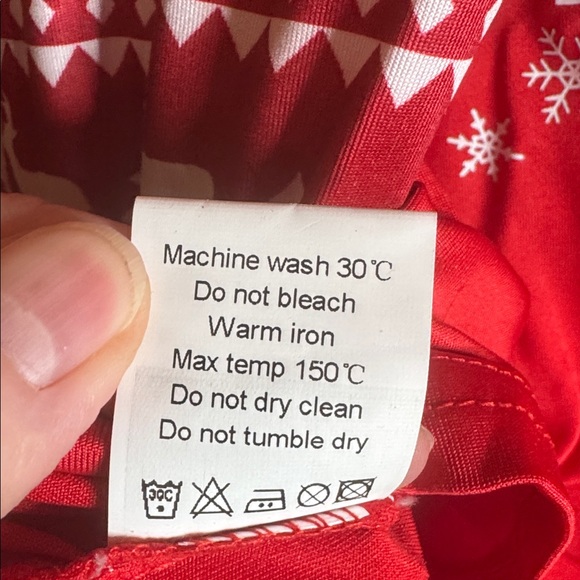 Machine wash 30℃
Do not bleach
Warm iron
Max temp 150℃
Do not dry clean
Do not tumble dry
30C